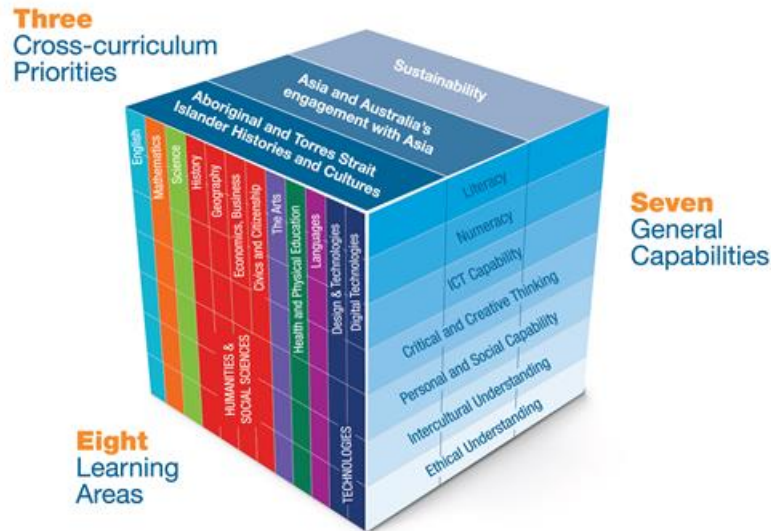 Three
Cross-curriculum
Priorities
Sustainability
Asia and Australia's
engagement with Asia
Aboriginal and Torres Strait
Islander Histories and Cultures
English
Mathematics
Science
History
Geography
Economics, Business
Civics and Citizenship
HUMANITIES &
SOCIAL SCIENCES
The Arts
Health and Physical Education
Languages
Design & Technologies
Digital Technologies
TECHNOLOGIES
Literacy
Numeracy
ICT Capability
Critical and Creative Thinking
Personal and Social Capability
Intercultural Understanding
Ethical Understanding
Seven
General
Capabilities
Eight
Learning
Areas